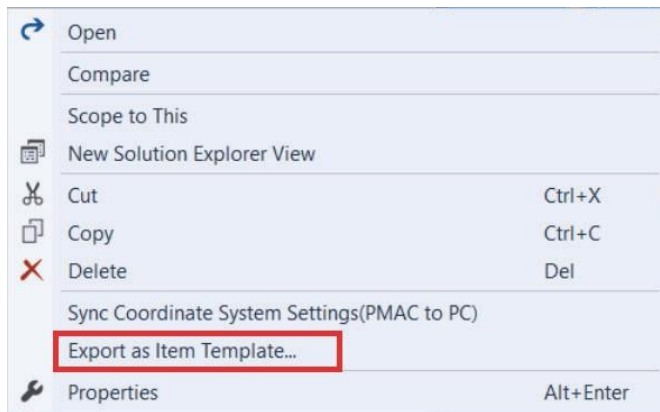 Open
Compare
Scope to This
New Solution Explorer View
Cut Ctrl+X
Copy Ctrl+C
Delete Del
Sync Coordinate System Settings(PMAC to PC)
Export as Item Template...
Properties Alt+Enter